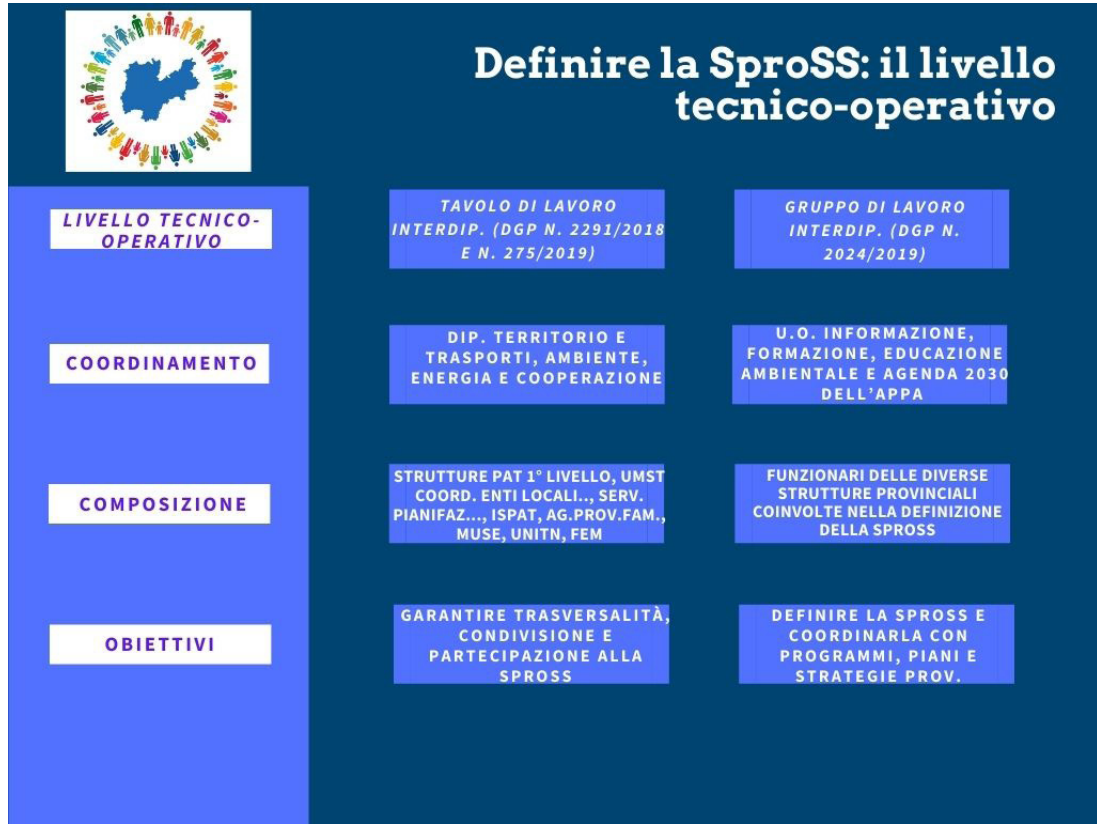 Definire la SproSS: il livello
tecnico-operativo
LIVELLO TECNICO-
OPERATIVO
TAVOLO DI LAVORO
INTERDIP. (DGP N. 2291/2018
E N. 275/2019)
GRUPPO DI LAVORO
INTERDIP. (DGP N.
2024/2019)
COORDINAMENTO
DIP. TERRITORIO E
TRASPORTI, AMBIENTE,
ENERGIA E COOPERAZIONE
U.O. INFORMAZIONE,
FORMAZIONE, EDUCAZIONE
AMBIENTALE E AGENDA 2030
DELL'APPA
COMPOSIZIONE
STRUTTURE PAT 1° LIVELLO, UMST
COORD. ENTI LOCALI.., SERV.
PIANIFAZ..., ISPAT, AG.PROV.FAM.,
MUSE, UNITN, FEM
FUNZIONARI DELLE DIVERSE
STRUTTURE PROVINCIALI
COINVOLTE NELLA DEFINIZIONE
DELLA SPROSS
OBIETTIVI
GARANTIRE TRASVERSALITÀ,
CONDIVISIONE E
PARTECIPAZIONE ALLA
SPROSS
DEFINIRE LA SPROSS E
COORDINARLA CON
PROGRAMMI, PIANI E
STRATEGIE PROV.